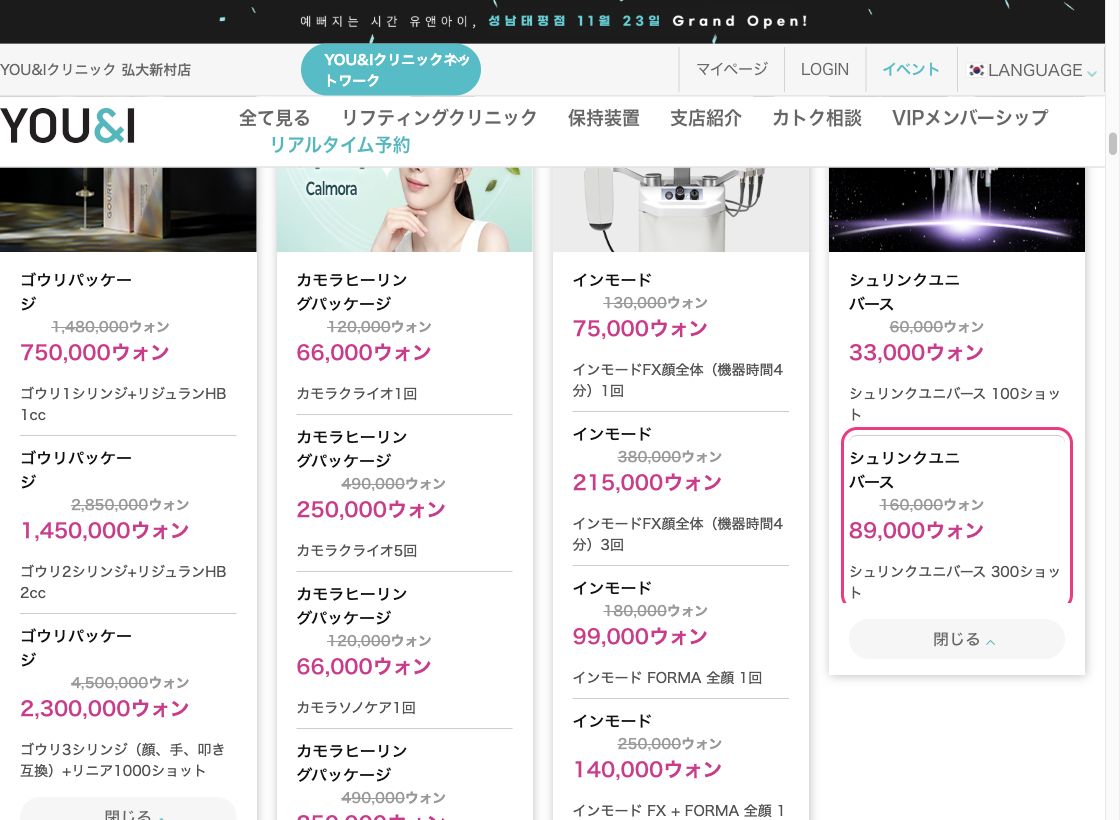 예뻐지는 시간 유앤아이, 성남태평점 11월 23일 Grand Open!
YOU&Iクリニック 弘大新村店
YOU&Iクリニックネッ
トワーク
マイページ
LOGIN
イベント
LANGUAGE
YOU&I
全て見る
リフティングクリニック
保持装置
支店紹介
カトク相談
VIPメンバーシップ
リアルタイム予約
GOURI
Calmora
ゴウリパッケー
ジ
1,480,000ウォン
750,000ウォン
ゴウリ1シリンジ+リジュランHB
1cc
ゴウリパッケー
ジ
2,850,000ウォン
1,450,000ウォン
ゴウリ2シリンジ+リジュランHB
2cc
ゴウリパッケー
ジ
4,500,000ウォン
2,300,000ウォン
ゴウリ3シリンジ（顔、手、叩き
互換）+リニア1000ショット
閉じる
カモラヒーリン
グパッケージ
120,000ウォン
66,000ウォン
カモラクライオ1回
カモラヒーリン
グパッケージ
490,000ウォン
250,000ウォン
カモラクライオ5回
カモラヒーリン
グパッケージ
120,000ウォン
66,000ウォン
カモラソノケア1回
カモラヒーリン
グパッケージ
490,000ウォン
250,000ウォン
インモード
130,000ウォン
75,000ウォン
インモードFX顔全体（機器時間4
分）1回
インモード
380,000ウォン
215,000ウォン
インモードFX顔全体（機器時間4
分）3回
インモード
180,000ウォン
99,000ウォン
インモード FORMA 全顔 1回
インモード
250,000ウォン
140,000ウォン
インモード FX + FORMA 全顔 1
シュリンクユニ
バース
60,000ウォン
33,000ウォン
シュリンクユニバース 100ショッ
ト
シュリンクユニ
バース
160,000ウォン
89,000ウォン
シュリンクユニバース 300ショッ
ト
閉じる